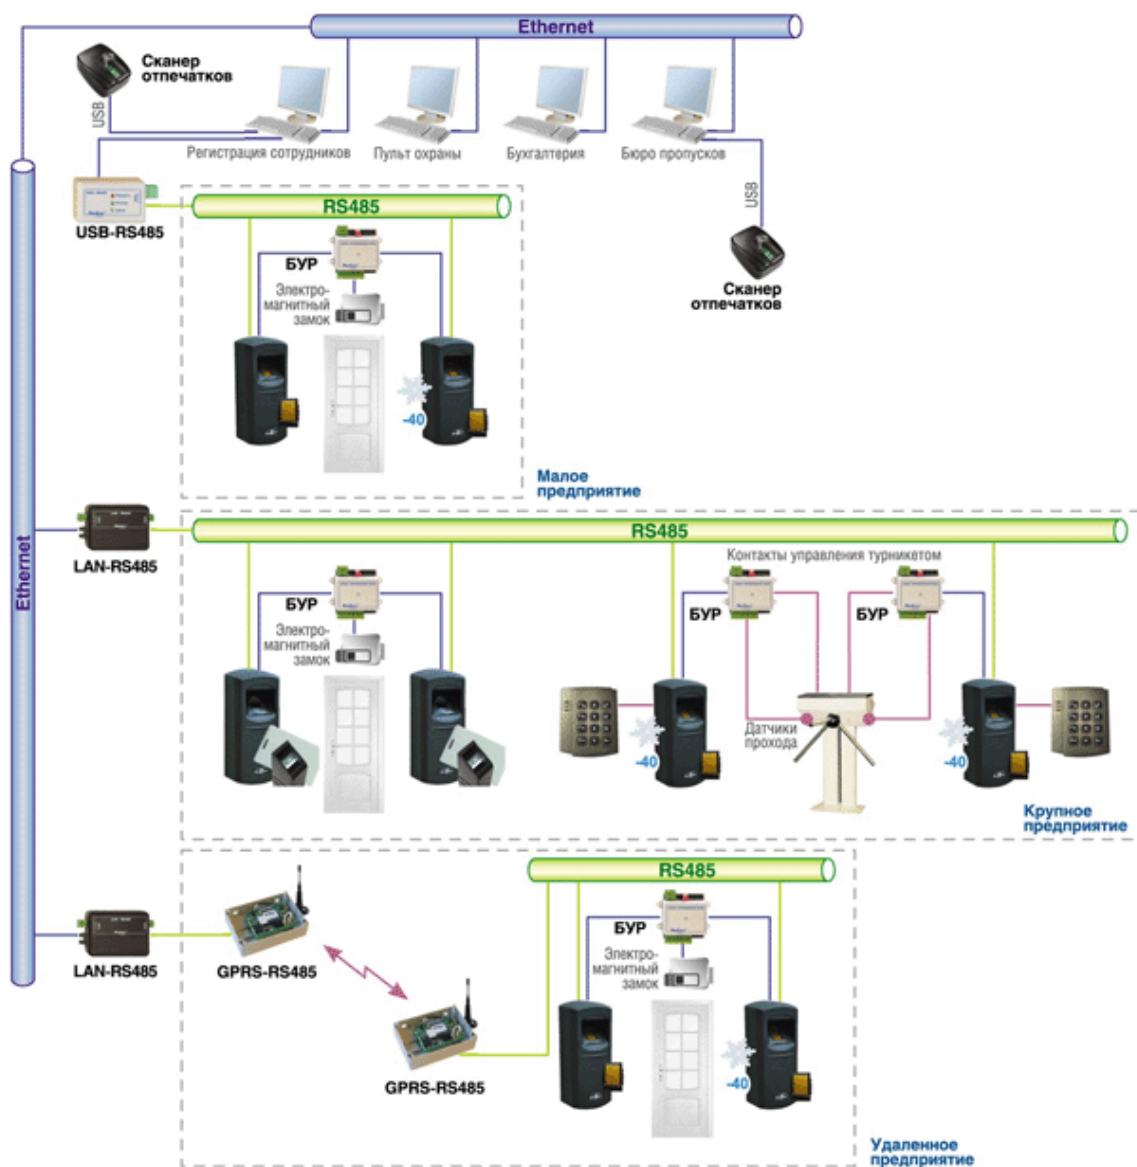 Ethernet
Сканер
отпечатков
USB
Регистрация сотрудников
Пульт охраны
Бухгалтерия
Бюро пропусков
USB
USB-RS485
RS485
БУР
Электро-
магнитный
замок
Сканер
отпечатков
-40
Малое
предприятие
Ethernet
LAN-RS485
RS485
Контакты управления турникетом
БУР
БУР
БУР
Электро-
магнитный
замок
Датчики
прохода
-40
-40
Крупное
предприятие
RS485
LAN-RS485
GPRS-RS485
БУР
Электро-
магнитный
замок
GPRS-RS485
-40
Удаленное
предприятие